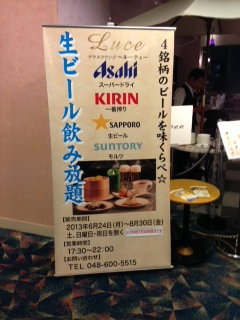 Luce
テラスラウンジ ～ルーチェ～
Asahi
スーパードライ
KIRIN
一番搾り
SAPPORO
生ビール
SUNTORY
モルツ
4銘柄のビールを味くらべ☆
生ビール飲み放題
【販売期間】
2013年6月24日(月)～8月30日(金)
土、日曜日・祝日を除く
【営業時間】
17:30～22:00
【お問い合わせ】
TEL 048-600-5515